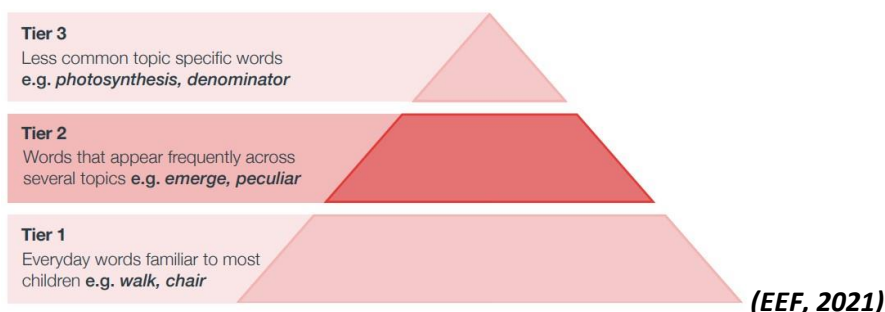 Tier 3
Less common topic specific words
e.g. photosynthesis, denominator
Tier 2
Words that appear frequently across
several topics e.g. emerge, peculiar
Tier 1
Everyday words familiar to most
children e.g. walk, chair
(EEF, 2021)